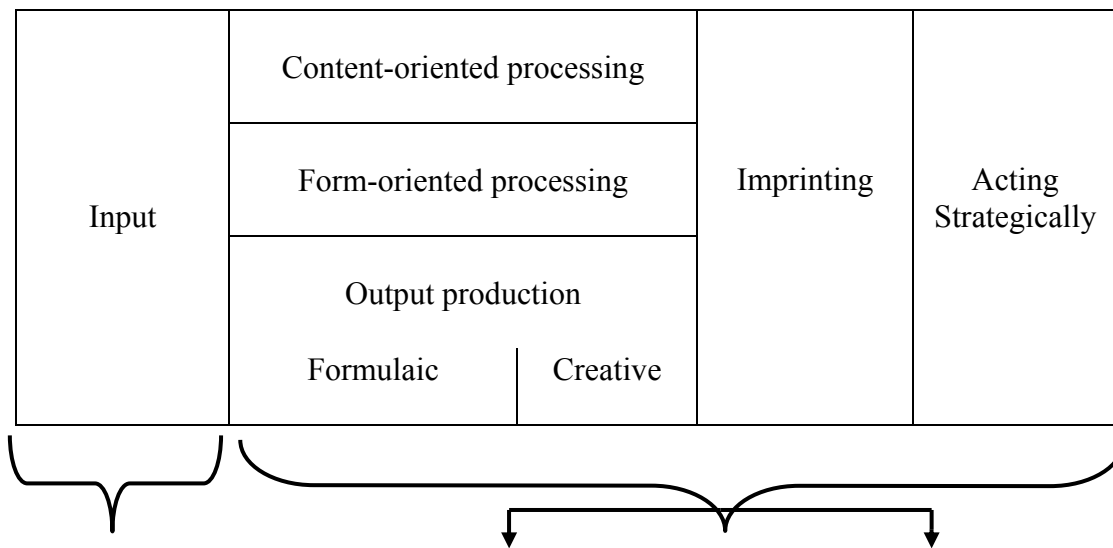 Input
Content-oriented processing
Form-oriented processing
Output production
Formulaic
Creative
Imprinting
Acting
Strategically